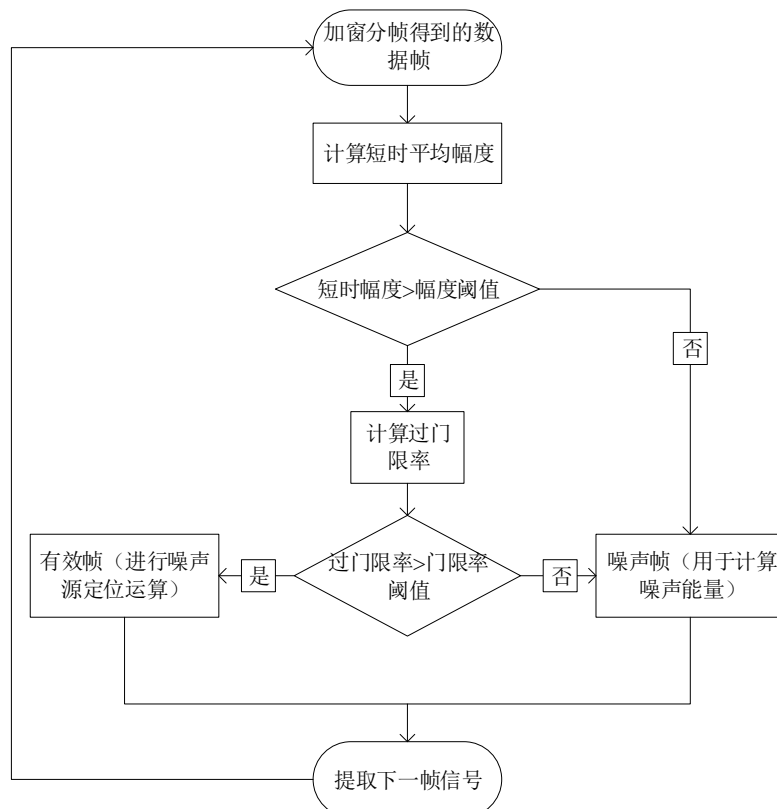 加窗分帧得到的数
据帧
计算短时平均幅度
短时幅度>幅度阈值
否
是
计算过门
限率
有效帧（进行噪声
源定位运算）
是
过门限率>门限率
阈值
否
噪声帧（用于计算
噪声能量）
提取下一帧信号